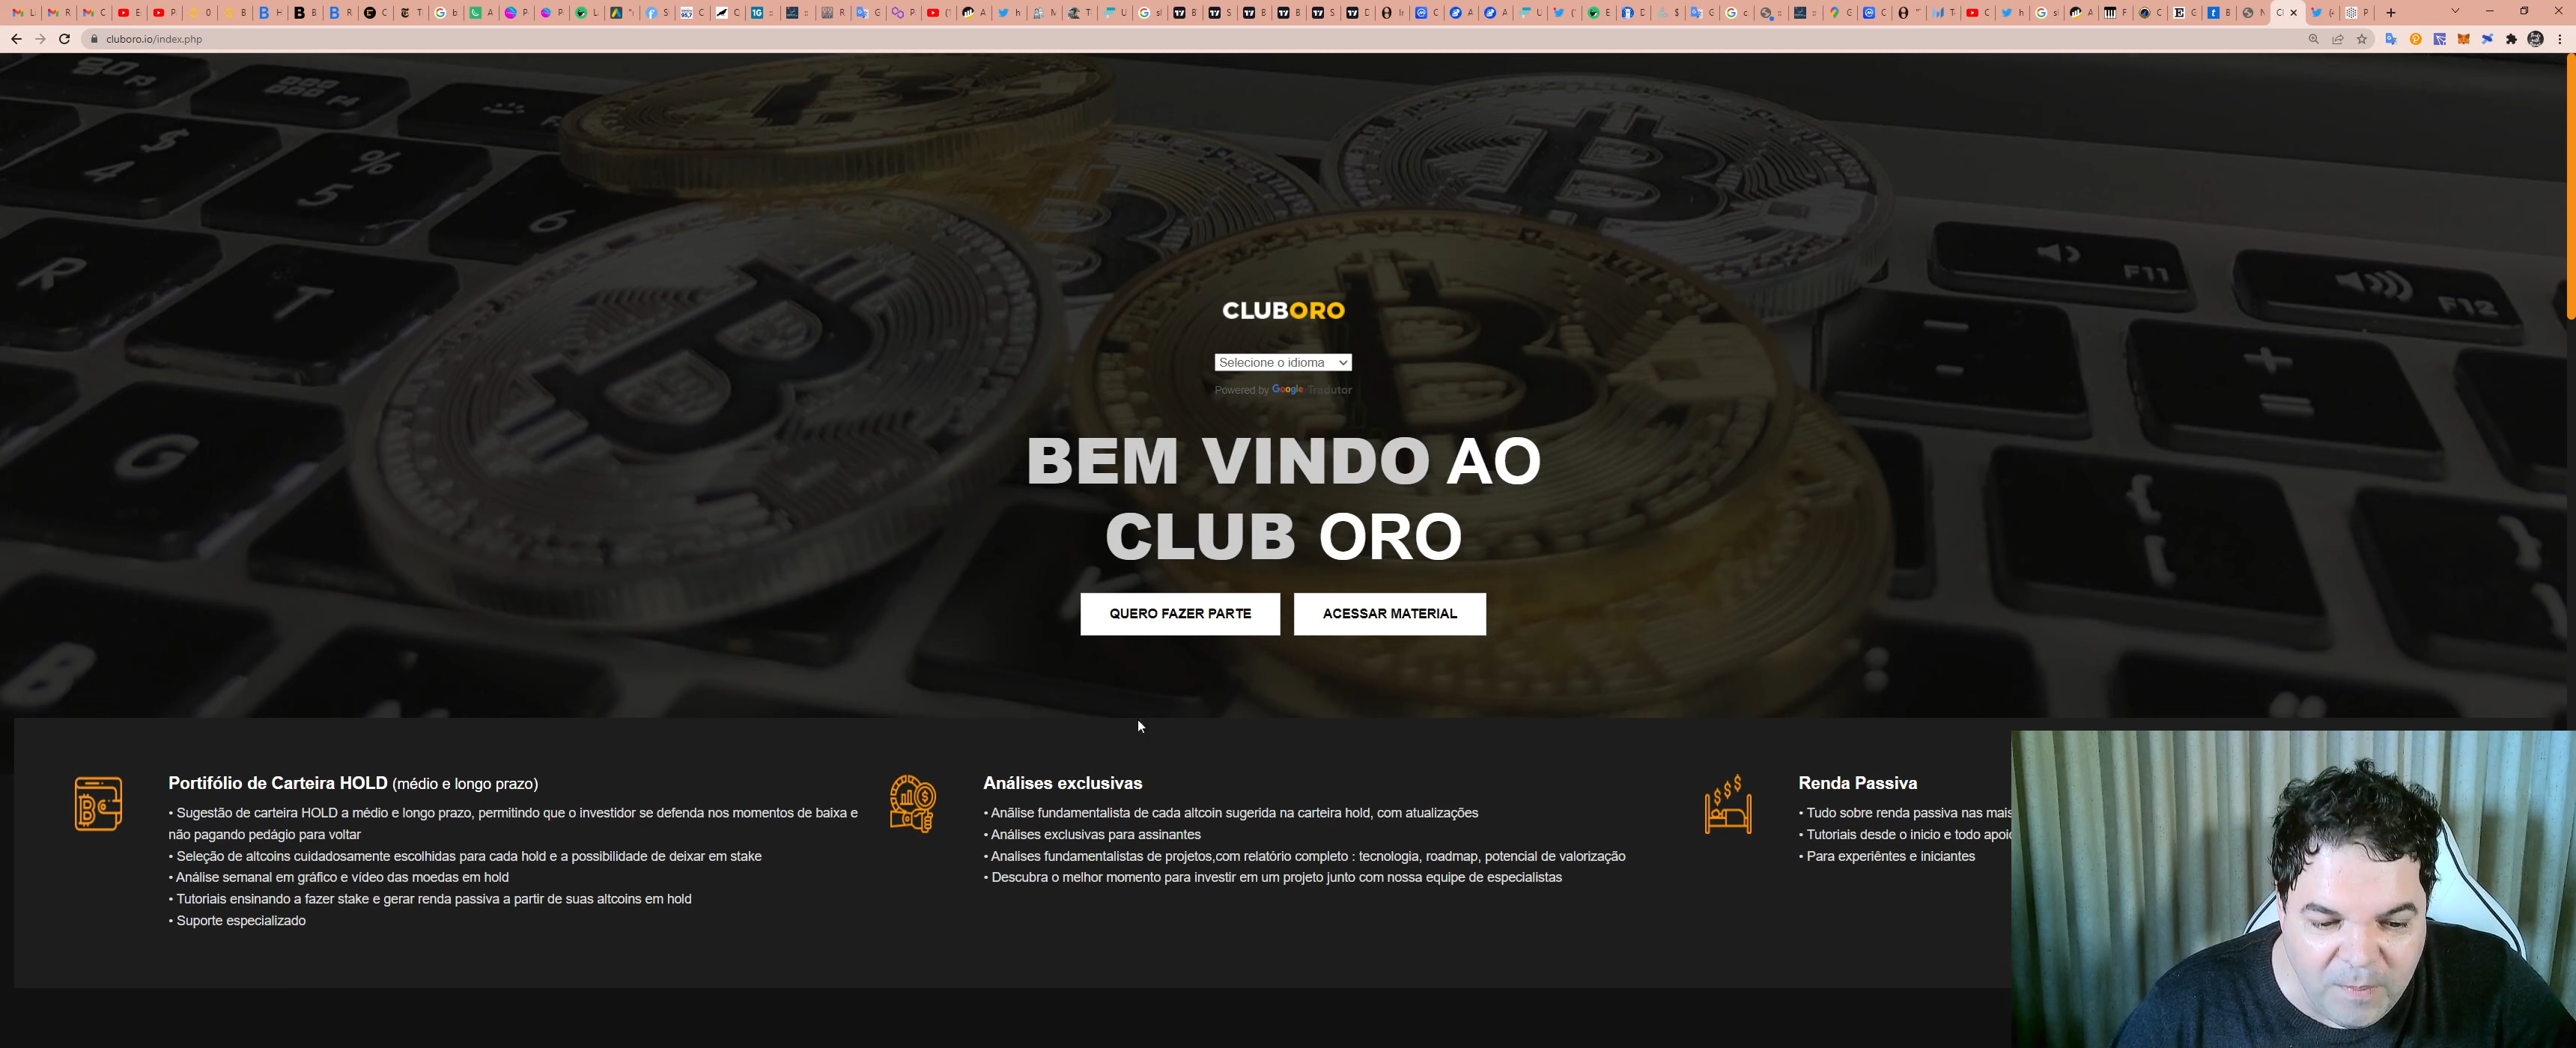 cluboro.io/index.php
CLUBORO
Selecione o idioma
Powered by Google Tradutor
BEM VINDO AO
CLUB ORO
QUERO FAZER PARTE
ACESSAR MATERIAL
Portifólio de Carteira HOLD (médio e longo prazo)
• Sugestão de carteira HOLD a médio e longo prazo, permitindo que o investidor se defenda nos momentos de baixa e
não pagando pedágio para voltar
• Seleção de altcoins cuidadosamente escolhidas para cada hold e a possibilidade de deixar em stake
• Análise semanal em gráfico e vídeo das moedas em hold
• Tutoriais ensinando a fazer stake e gerar renda passiva a partir de suas altcoins em hold
• Suporte especializado
Análises exclusivas
• Anãlise fundamentalista de cada altcoin sugerida na carteira hold, com atualizações
• Análises exclusivas para assinantes
• Analises fundamentalistas de projetos,com relatório completo : tecnologia, roadmap, potencial de valorização
• Descubra o melhor momento para investir em um projeto junto com nossa equipe de especialistas
Renda Passiva
• Tudo sobre renda passiva nas mais
• Tutoriais desde o inicio e todo apoio
• Para experiêntes e iniciantes